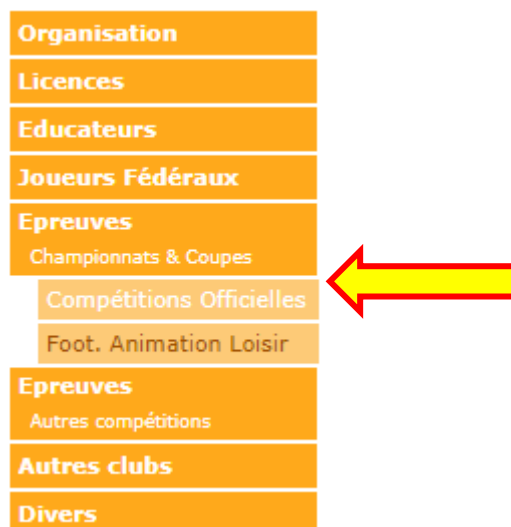 Organisation
Licences
Educateurs
Joueurs Fédéraux
Epreuves
Championnats & Coupes
Compétitions Officielles
Foot. Animation Loisir
Epreuves
Autres compétitions
Autres clubs
Divers